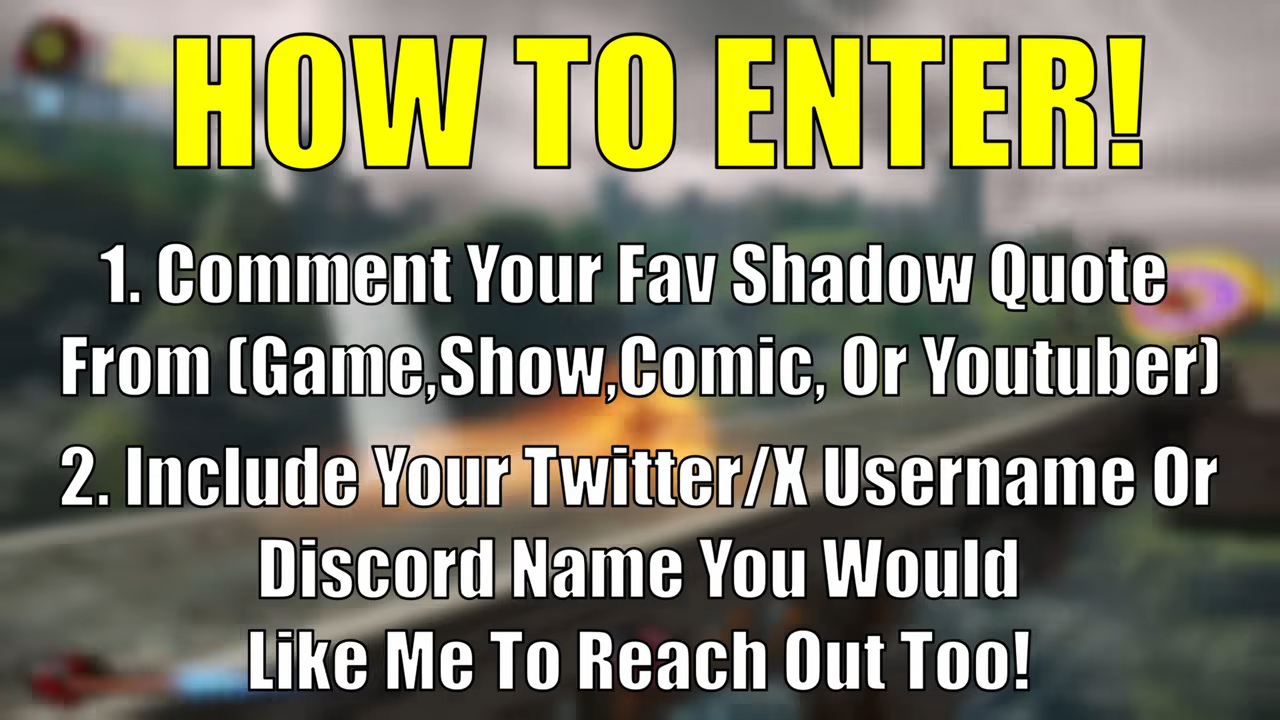 HOW TO ENTER!
1. Comment Your Fav Shadow Quote
From (Game,Show,Comic, Or Youtuber)
2. Include Your Twitter/X Username Or
Discord Name You Would
Like Me To Reach Out Too!